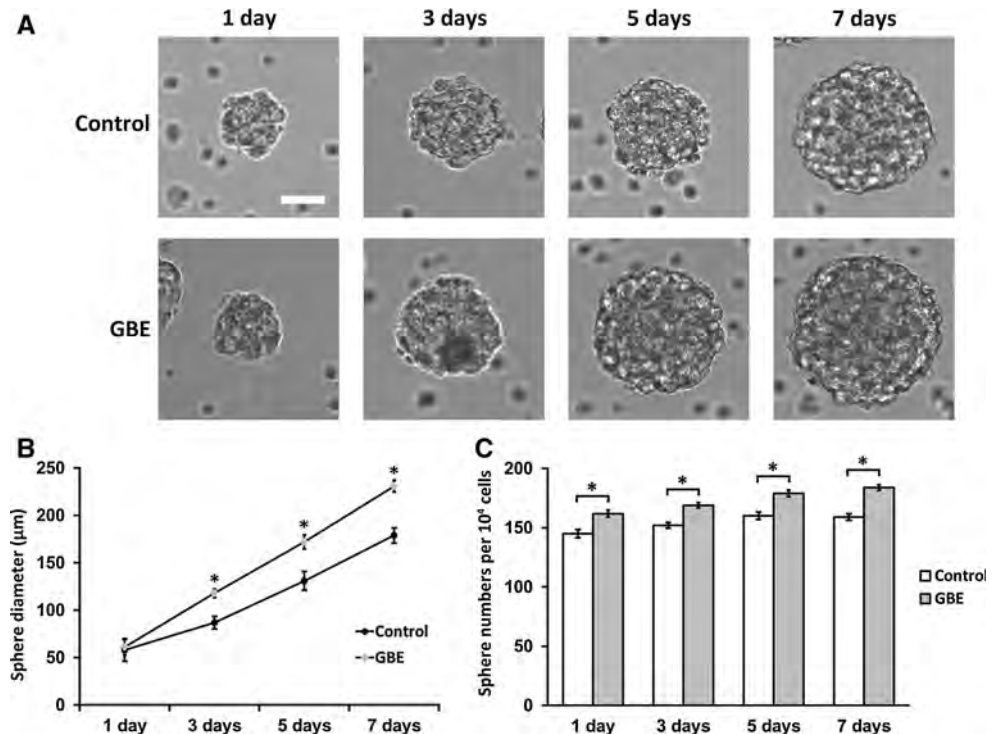 A
1 day 3 days 5 days 7 days
Control
GBE
B
Sphere diameter (μm)
250
200
150
100
50
0
1 day 3 days 5 days 7 days
Control
GBE
*
*
*
C
Sphere numbers per 10⁴ cells
200
150
100
50
0
1 day 3 days 5 days 7 days
* * * *
Control
GBE